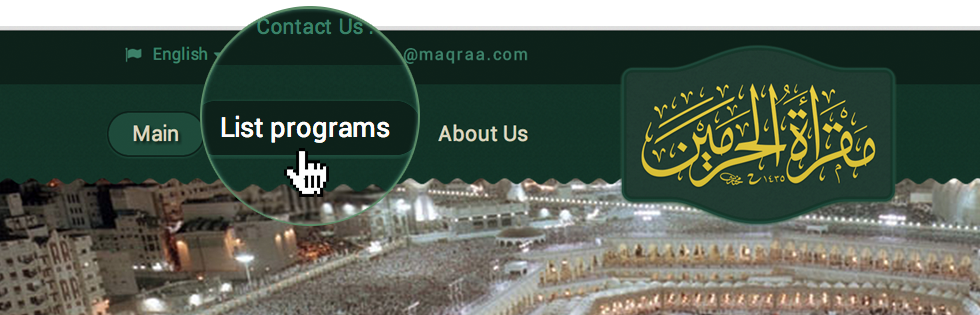 Contact Us :
English
@maqraa.com
Main
List programs
About Us
مقرأة الحرمين
١٤٣٥